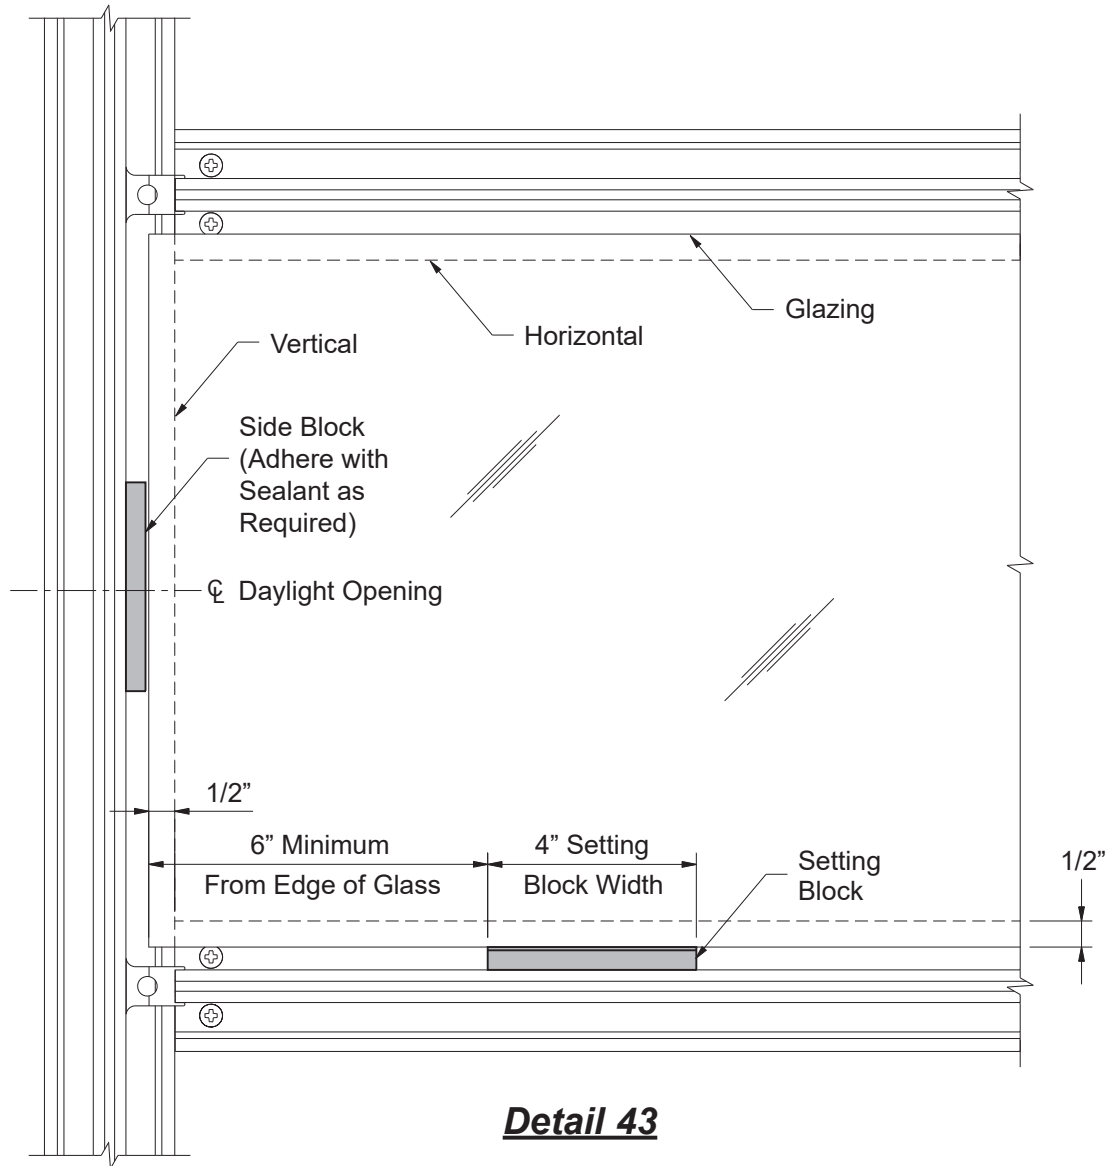 Glazing
Horizontal
Vertical
Side Block
(Adhere with
Sealant as
Required)
℄ Daylight Opening
1/2”
6” Minimum
From Edge of Glass
4” Setting
Block Width
Setting
Block
1/2”
Detail 43